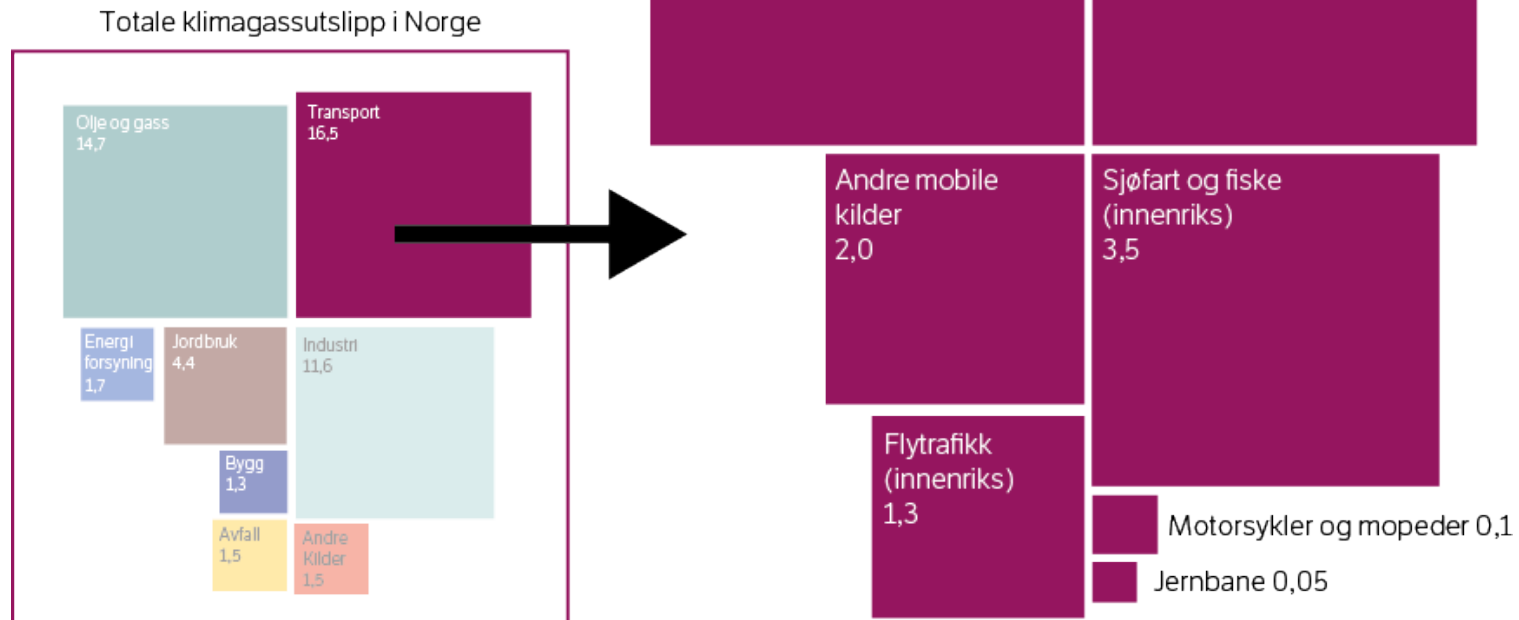 Totale klimagassutslipp i Norge
Olje og gass
14,7
Transport
16,5
Energi
forsyning
1,7
Jordbruk
4,4
Industri
11,6
Bygg
1,3
Avfall
1,5
Andre
Kilder
1,5
Andre mobile
kilder
2,0
Sjøfart og fiske
(innenriks)
3,5
Flytrafikk
(innenriks)
1,3
Motorsykler og mopeder 0,1
Jernbane 0,05